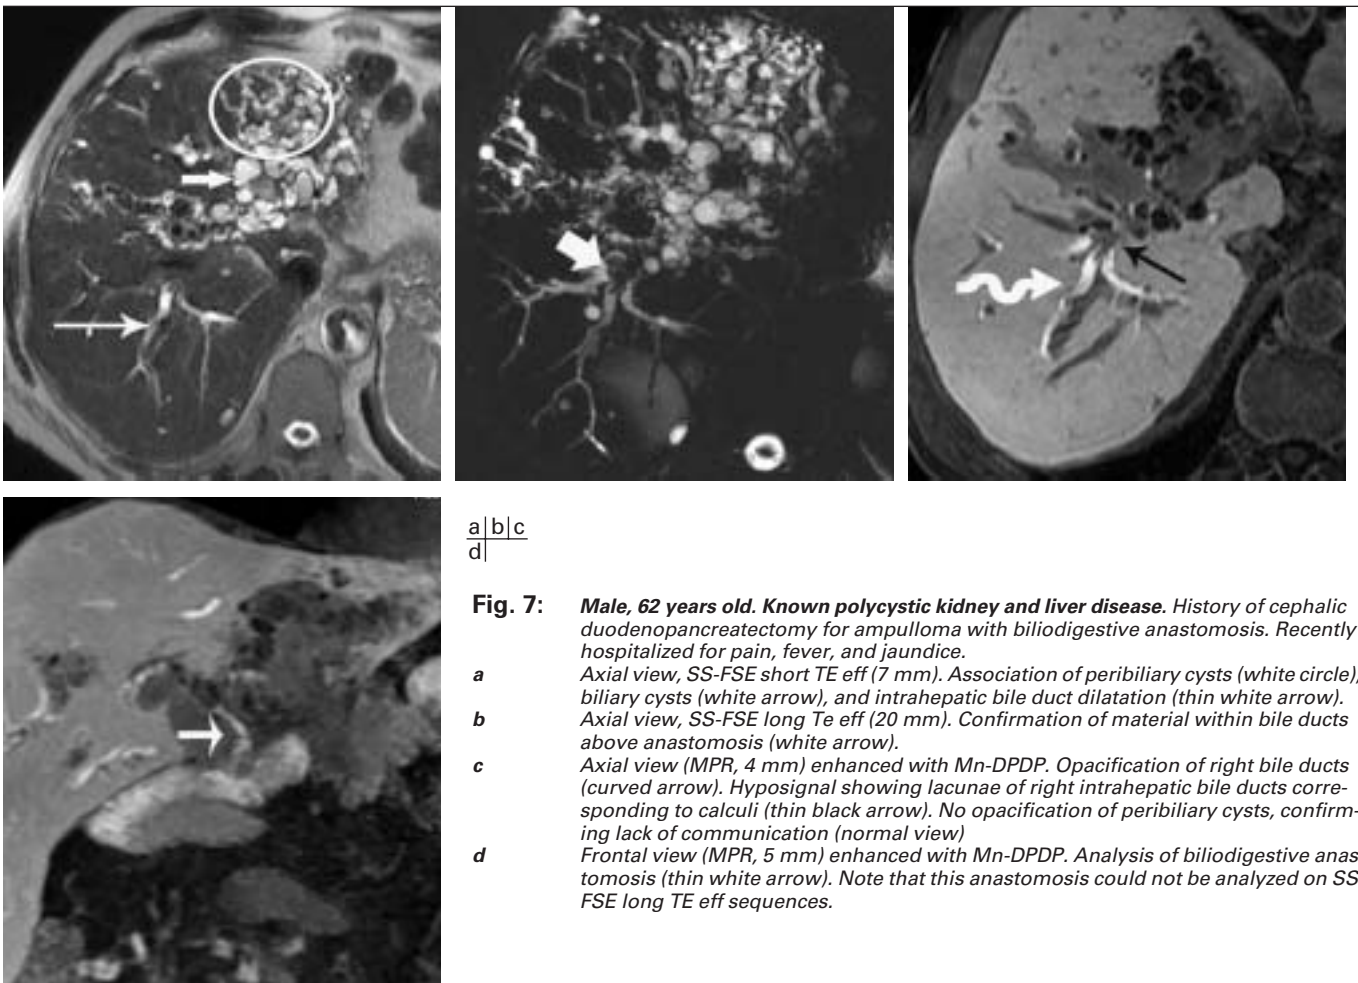 a|b|c
d|
Fig. 7: Male, 62 years old. Known polycystic kidney and liver disease. History of cephalic
duodenopancreatectomy for ampulloma with biliodigestive anastomosis. Recently
hospitalized for pain, fever, and jaundice.
a Axial view, SS-FSE short TE eff (7 mm). Association of peribiliary cysts (white circle),
biliary cysts (white arrow), and intrahepatic bile duct dilatation (thin white arrow).
b Axial view, SS-FSE long Te eff (20 mm). Confirmation of material within bile ducts
above anastomosis (white arrow).
c Axial view (MPR, 4 mm) enhanced with Mn-DPDP. Opacification of right bile ducts
(curved arrow). Hyposignal showing lacunae of right intrahepatic bile ducts corre-
sponding to calculi (thin black arrow). No opacification of peribiliary cysts, confirm-
ing lack of communication (normal view)
d Frontal view (MPR, 5 mm) enhanced with Mn-DPDP. Analysis of biliodigestive anas
tomosis (thin white arrow). Note that this anastomosis could not be analyzed on SS
FSE long TE eff sequences.